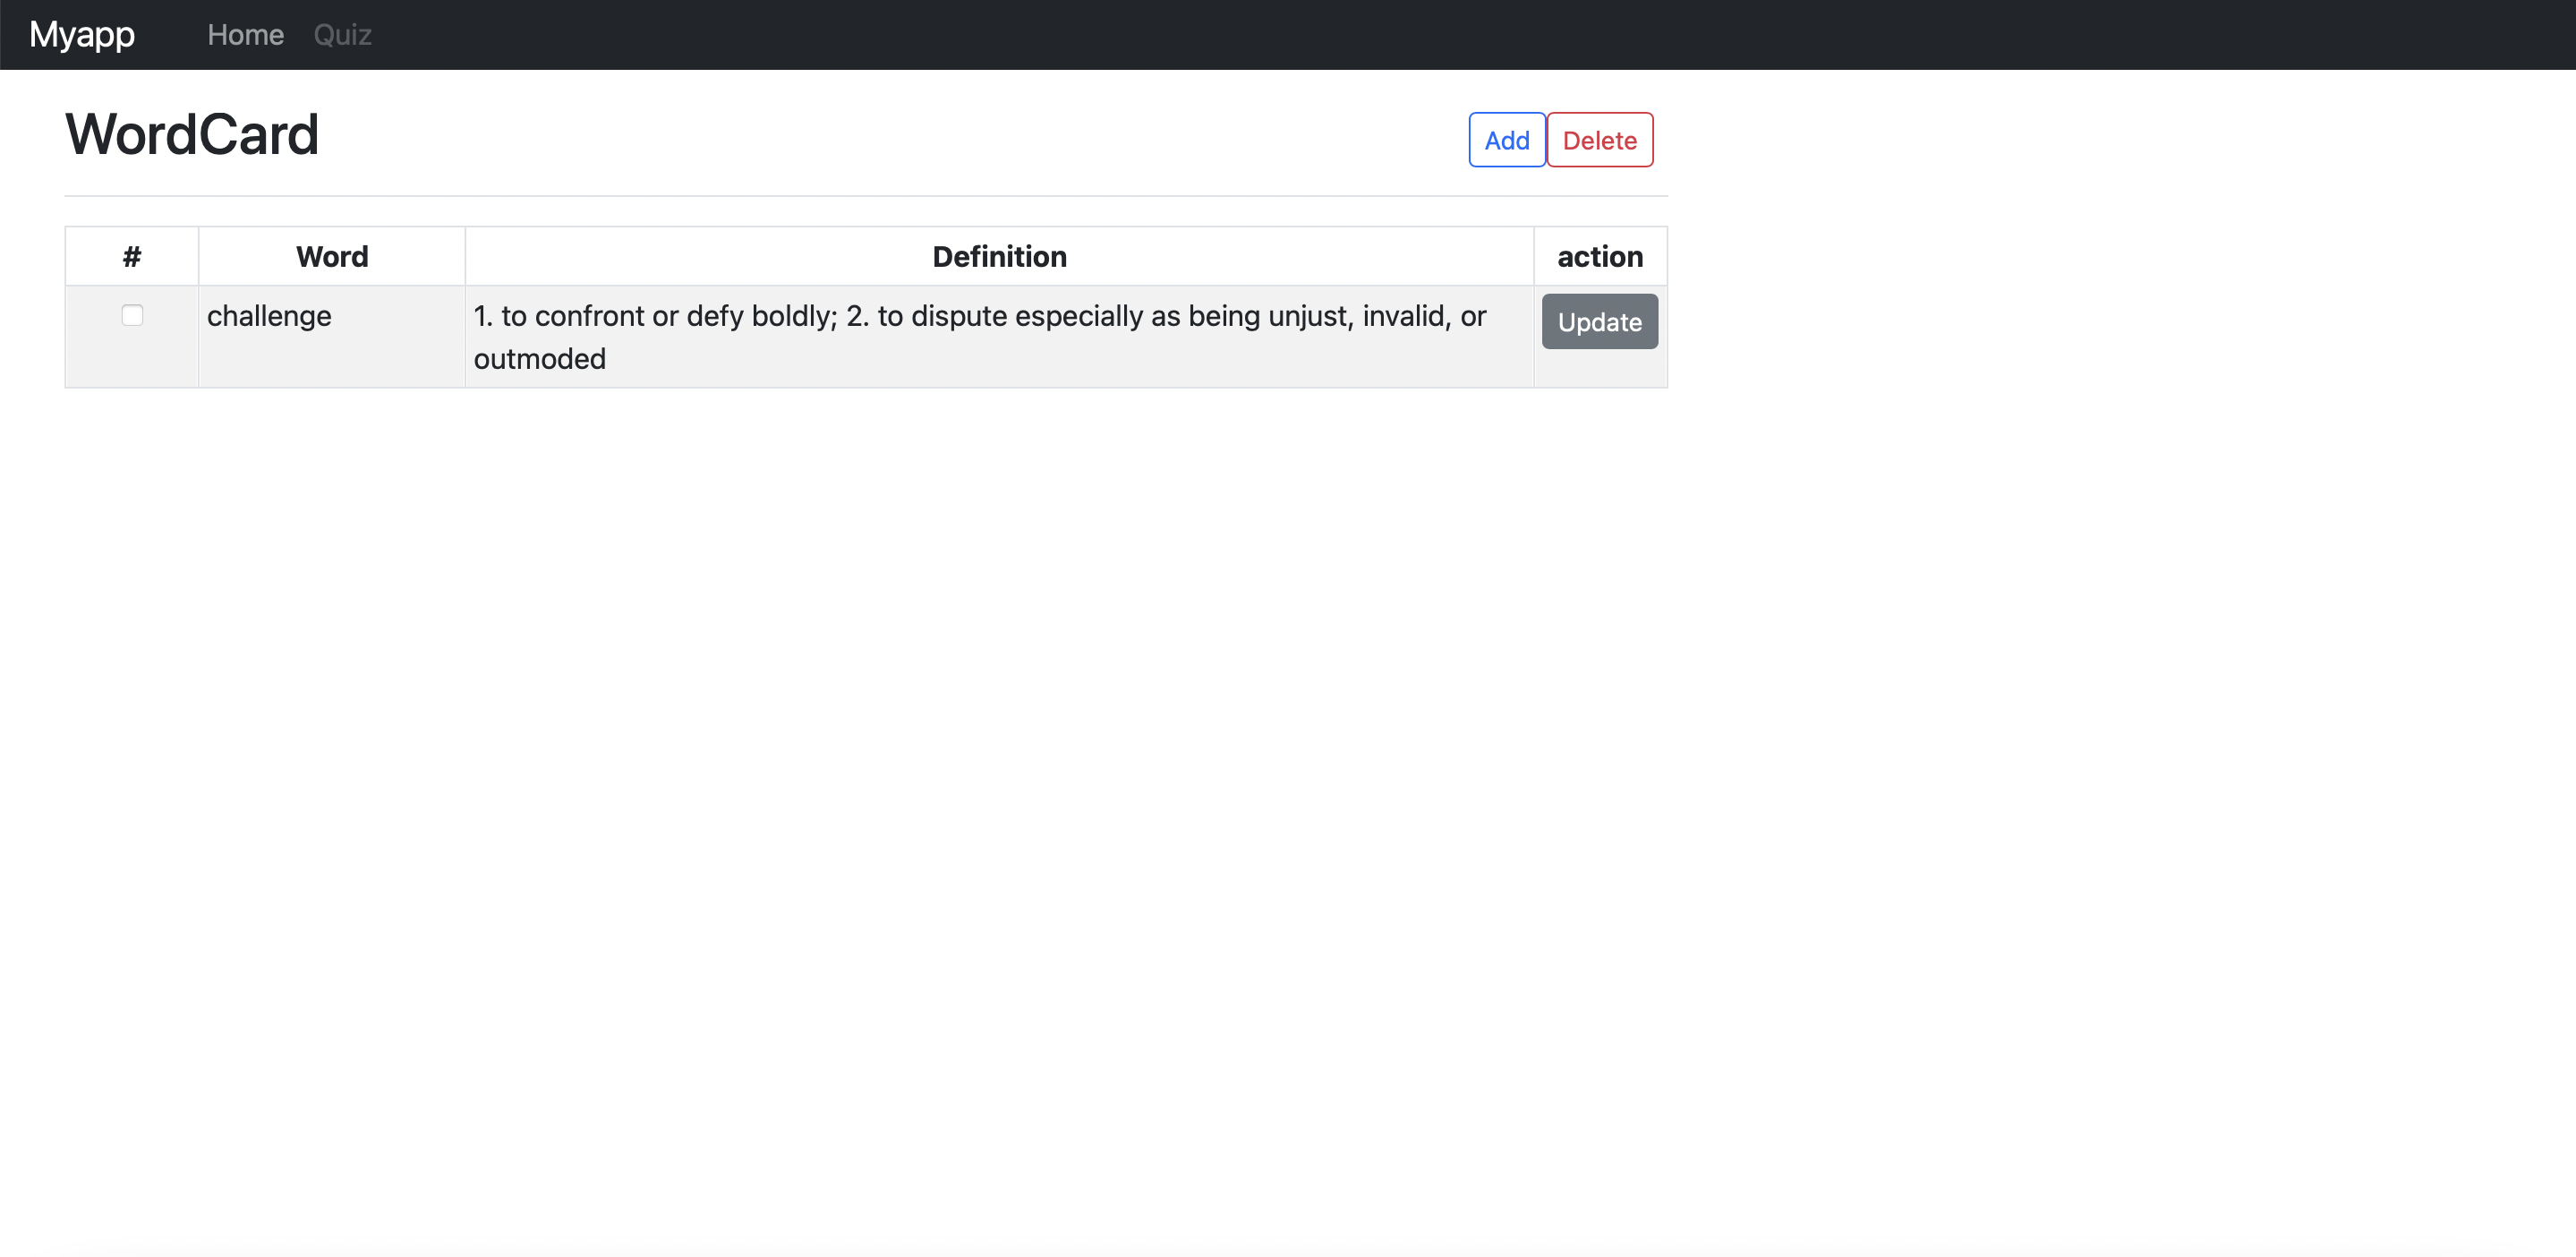 Myapp Home Quiz
WordCard Add Delete
# Word Definition action
challenge 1. to confront or defy boldly; 2. to dispute especially as being unjust, invalid, or Update
outmoded